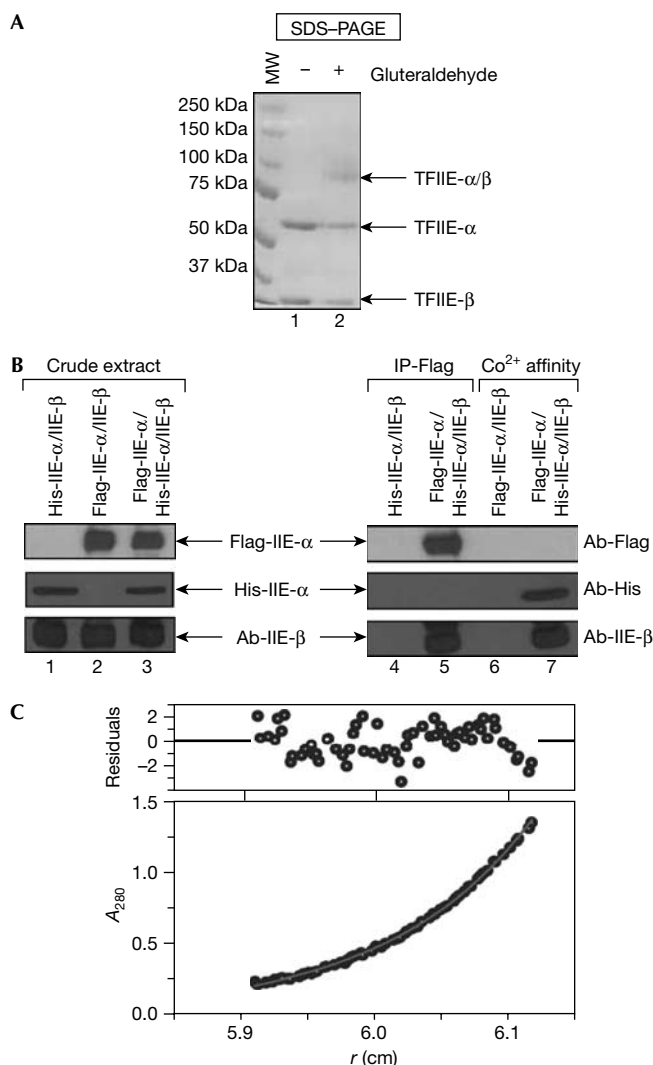 A
SDS–PAGE
MW
– + Gluteraldehyde
250 kDa
150 kDa
100 kDa
75 kDa
50 kDa
37 kDa
TFIIE-α/β
TFIIE-α
TFIIE-β
1 2
B
Crude extract
His-IIE-α/IIE-β
Flag-IIE-α/IIE-β
Flag-IIE-α/
His-IIE-α/IIE-β
IP-Flag
Co²⁺ affinity
His-IIE-α/IIE-β
Flag-IIE-α/
His-IIE-α/IIE-β
Flag-IIE-α/IIE-β
Flag-IIE-α/
His-IIE-α/IIE-β
Flag-IIE-α
Ab-Flag
His-IIE-α
Ab-His
Ab-IIE-β
Ab-IIE-β
1 2 3
4 5 6 7
C
Residuals
2
0
–2
A₂₈₀
1.5
1.0
0.5
0.0
5.9 6.0 6.1
r (cm)